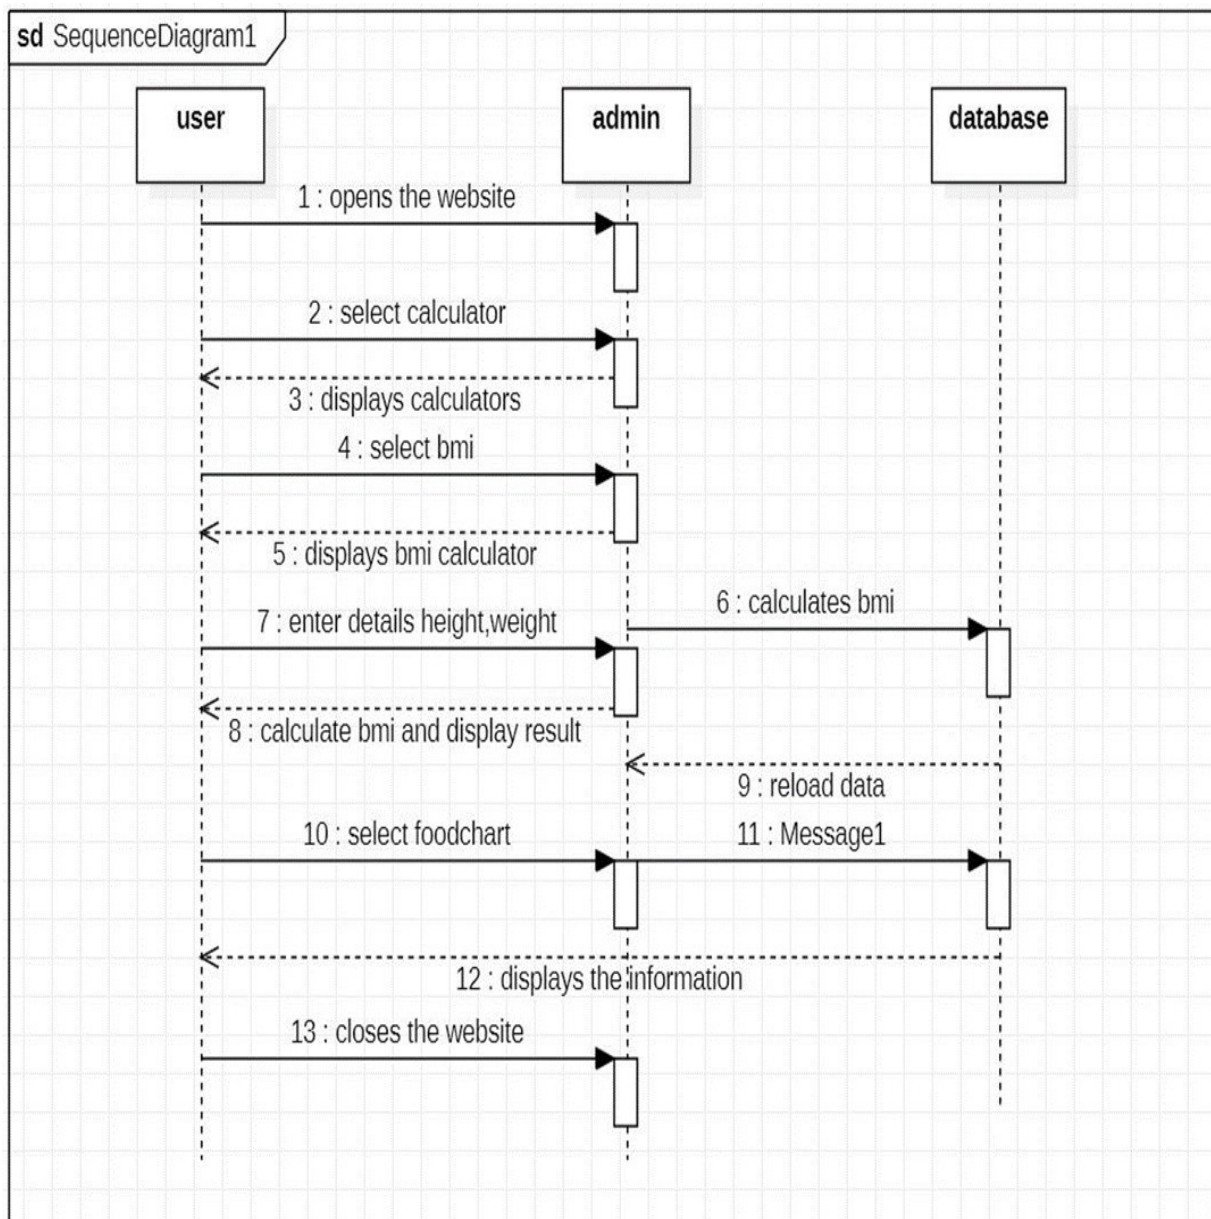 sd SequenceDiagram1
user
admin
database
1 : opens the website
2 : select calculator
3 : displays calculators
4 : select bmi
5 : displays bmi calculator
6 : calculates bmi
7 : enter details height,weight
8 : calculate bmi and display result
9 : reload data
10 : select foodchart
11 : Message1
12 : displays the information
13 : closes the website